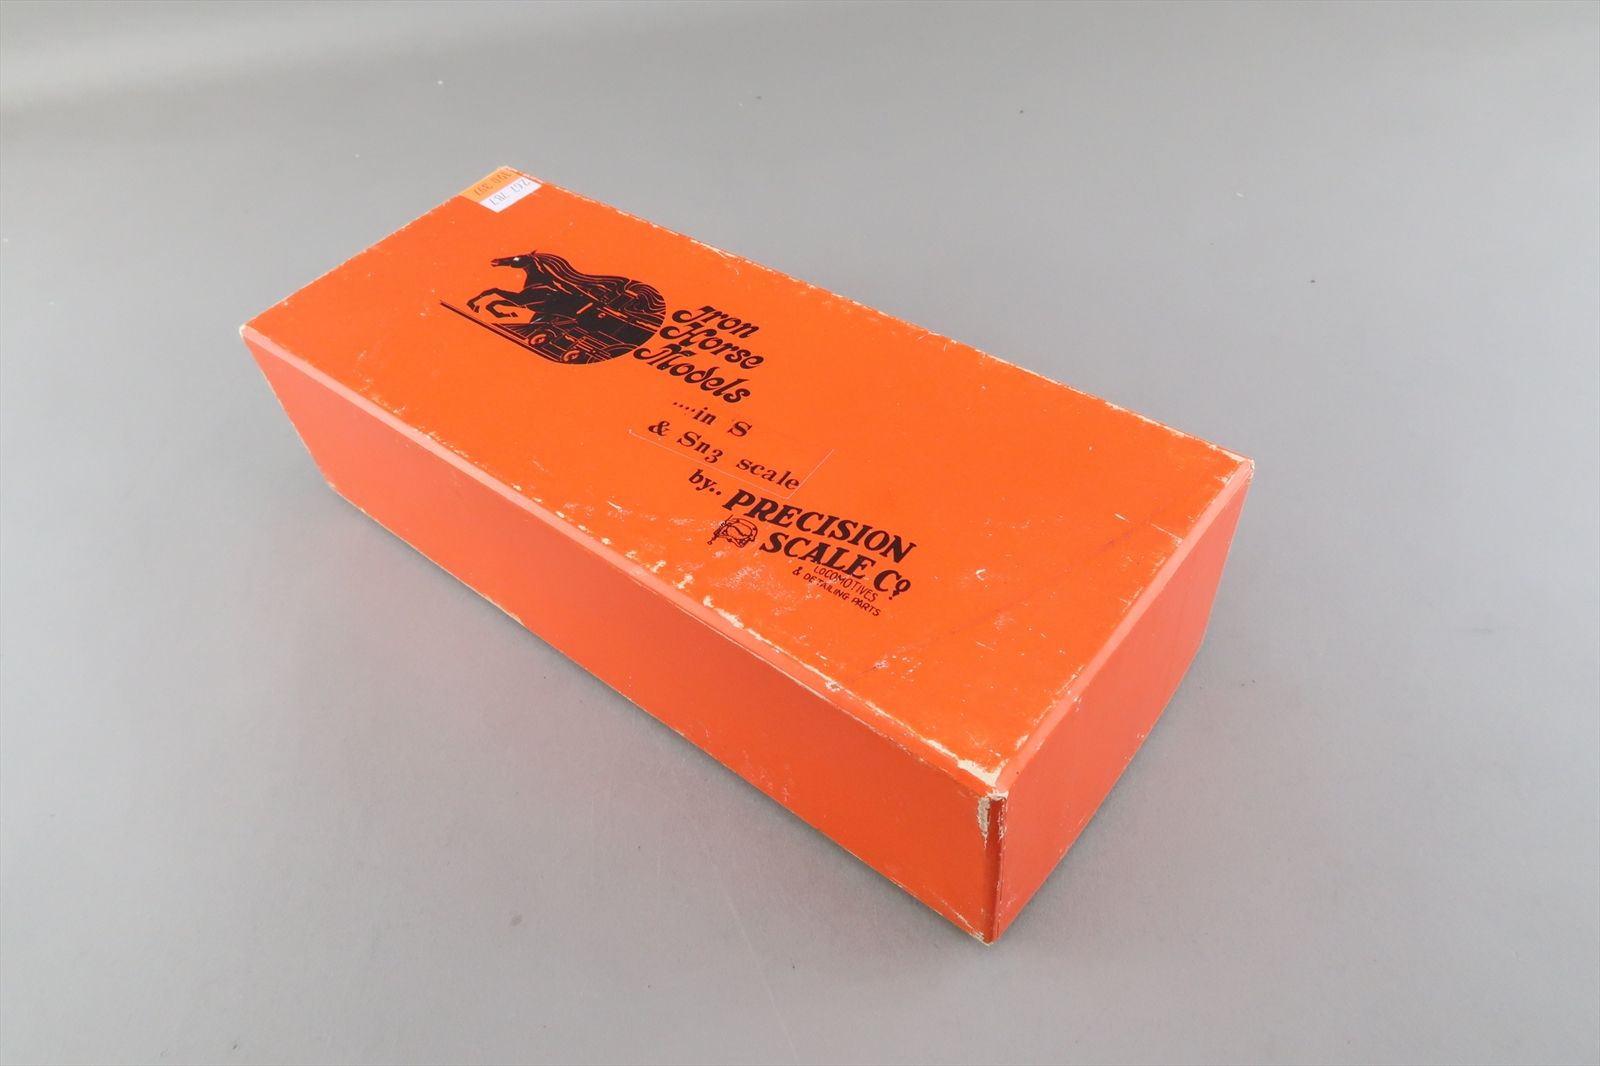 Iron
Horse
Models
....in S
& Sn3 scale
by.. PRECISION
SCALE Co
LOCOMOTIVES
& DETAILING PARTS